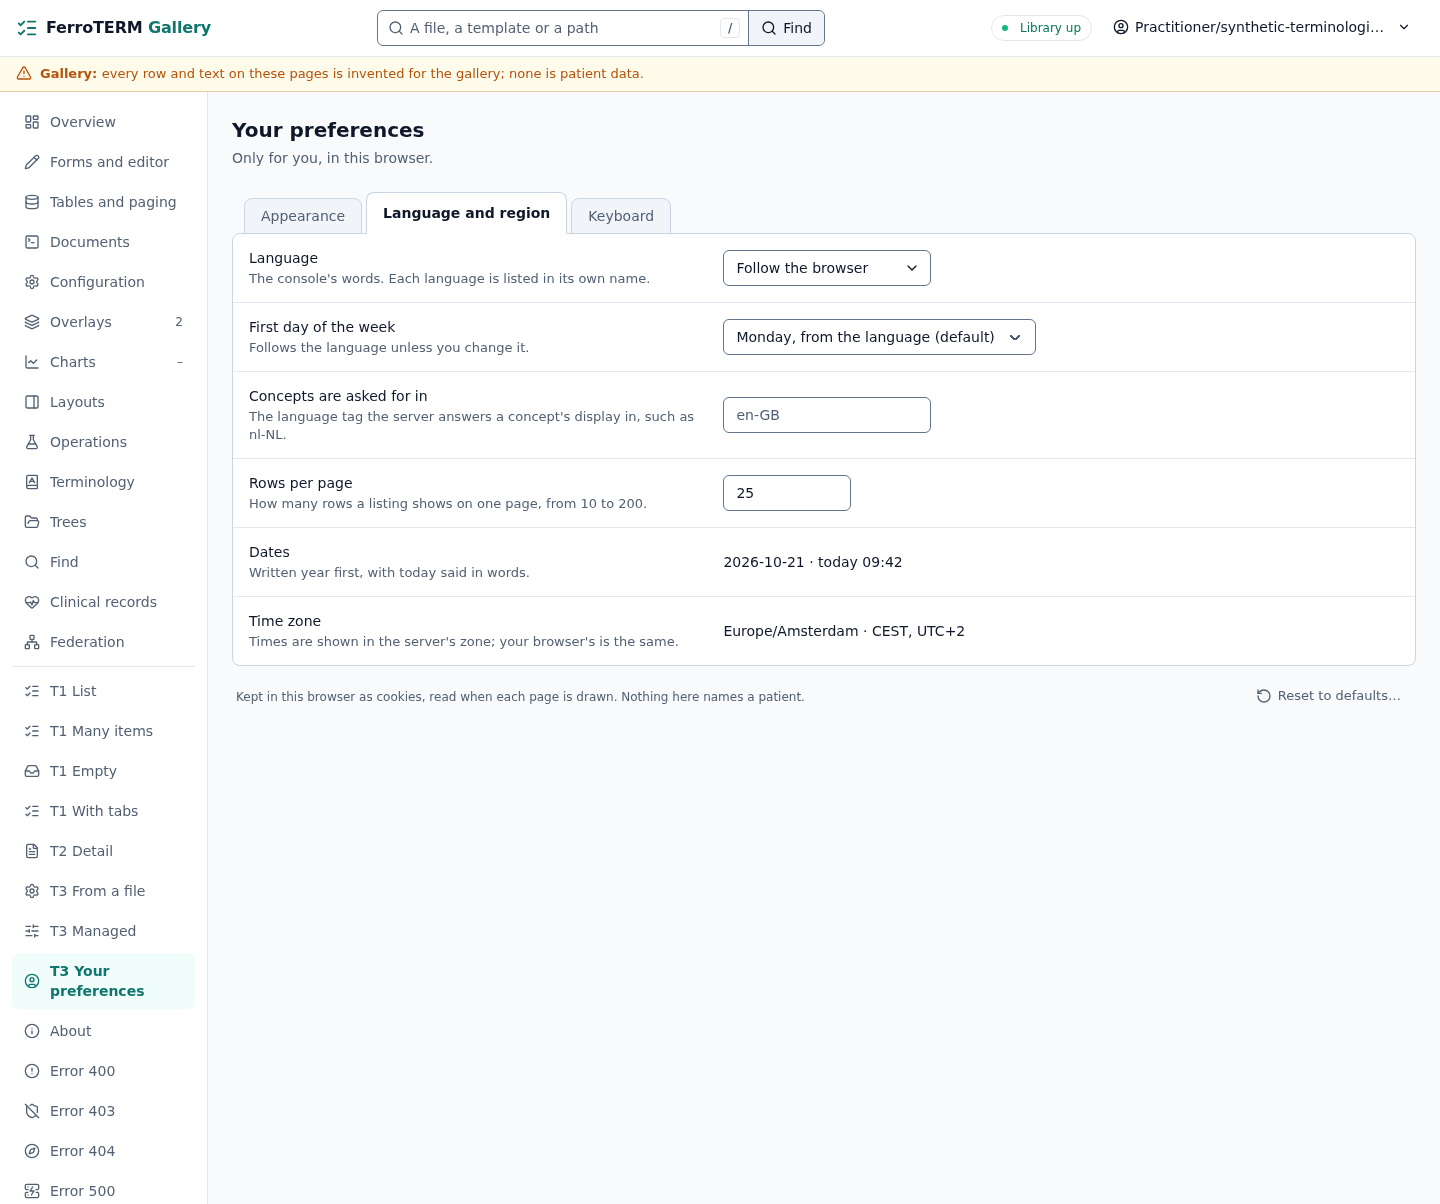 FerroTERM Gallery
A file, a template or a path
/
Find
Library up
Practitioner/synthetic-terminologi…
Gallery: every row and text on these pages is invented for the gallery; none is patient data.
Overview
Forms and editor
Tables and paging
Documents
Configuration
Overlays 2
Charts –
Layouts
Operations
Terminology
Trees
Find
Clinical records
Federation
T1 List
T1 Many items
T1 Empty
T1 With tabs
T2 Detail
T3 From a file
T3 Managed
T3 Your
preferences
About
Error 400
Error 403
Error 404
Error 500
Your preferences
Only for you, in this browser.
Appearance
Language and region
Keyboard
Language
The console's words. Each language is listed in its own name.
Follow the browser
First day of the week
Follows the language unless you change it.
Monday, from the language (default)
Concepts are asked for in
The language tag the server answers a concept's display in, such as
nl-NL.
en-GB
Rows per page
How many rows a listing shows on one page, from 10 to 200.
25
Dates
Written year first, with today said in words.
2026-10-21 · today 09:42
Time zone
Times are shown in the server's zone; your browser's is the same.
Europe/Amsterdam · CEST, UTC+2
Kept in this browser as cookies, read when each page is drawn. Nothing here names a patient.
Reset to defaults…